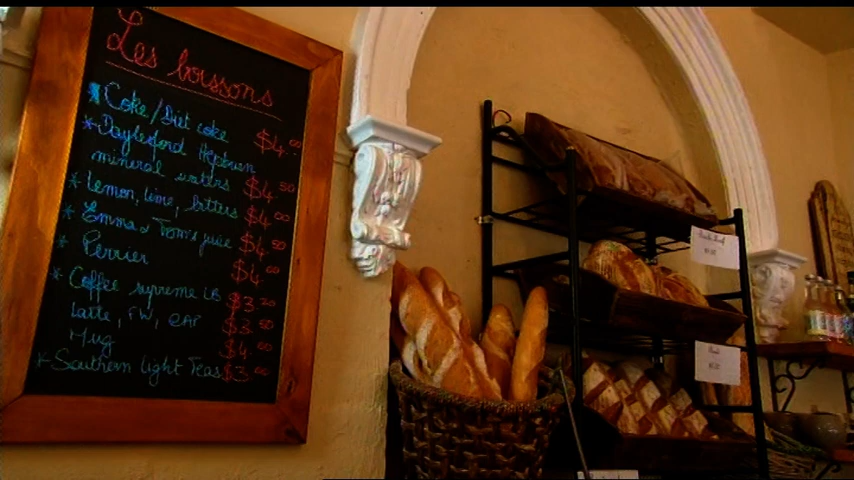 Les boissons
* Coke/Diet coke $4.00
* Daylesford Hepburn
mineral waters $4.50
* Lemon, lime, bitters $4.00
* Emma & Tom's juice $4.50
* Perrier $4.00
* Coffee supreme LB $3.20
Latte, FW, CAP $3.50
Mug $4.00
* Southern Light Teas $3.00